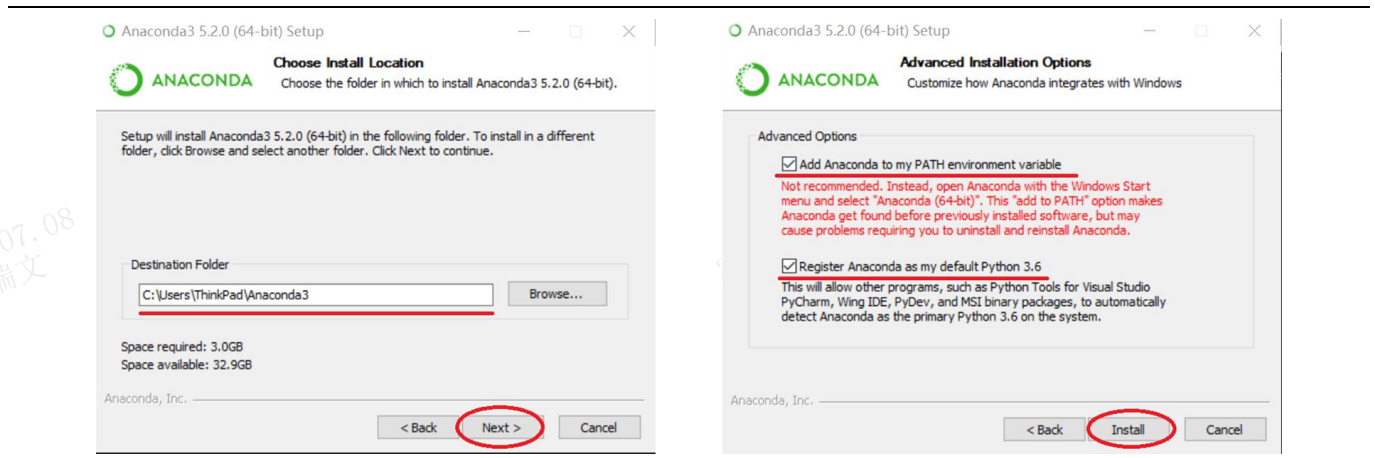 Anaconda3 5.2.0 (64-bit) Setup
ANACONDA
Choose Install Location
Choose the folder in which to install Anaconda3 5.2.0 (64-bit).
Setup will install Anaconda3 5.2.0 (64-bit) in the following folder. To install in a different
folder, click Browse and select another folder. Click Next to continue.
Destination Folder
C:\Users\ThinkPad\Anaconda3
Browse...
Space required: 3.0GB
Space available: 32.9GB
Anaconda, Inc.
< Back
Next >
Cancel
Anaconda3 5.2.0 (64-bit) Setup
ANACONDA
Advanced Installation Options
Customize how Anaconda integrates with Windows
Advanced Options
Add Anaconda to my PATH environment variable
Not recommended. Instead, open Anaconda with the Windows Start
menu and select "Anaconda (64-bit)". This "add to PATH" option makes
Anaconda get found before previously installed software, but may
cause problems requiring you to uninstall and reinstall Anaconda.
Register Anaconda as my default Python 3.6
This will allow other programs, such as Python Tools for Visual Studio
PyCharm, Wing IDE, PyDev, and MSI binary packages, to automatically
detect Anaconda as the primary Python 3.6 on the system.
Anaconda, Inc.
< Back
Install
Cancel
07.08
瑞文